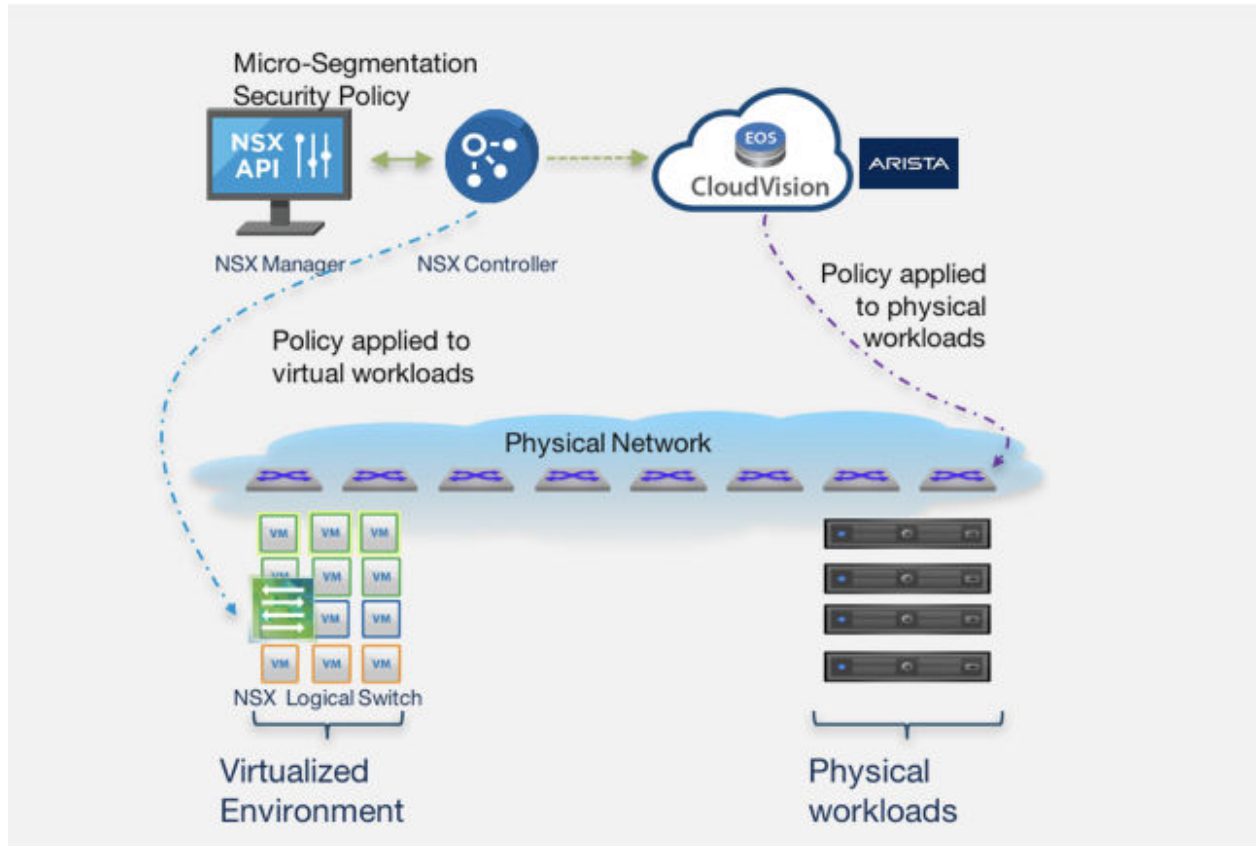 Micro-Segmentation
Security Policy
NSX
API
EOS
CloudVision
ARISTA
NSX Manager
NSX Controller
Policy applied
to physical
workloads
Policy applied to
virtual workloads
Physical Network
VM VM VM
VM VM VM
VM VM
VM VM VM
NSX Logical Switch
Virtualized
Environment
Physical
workloads